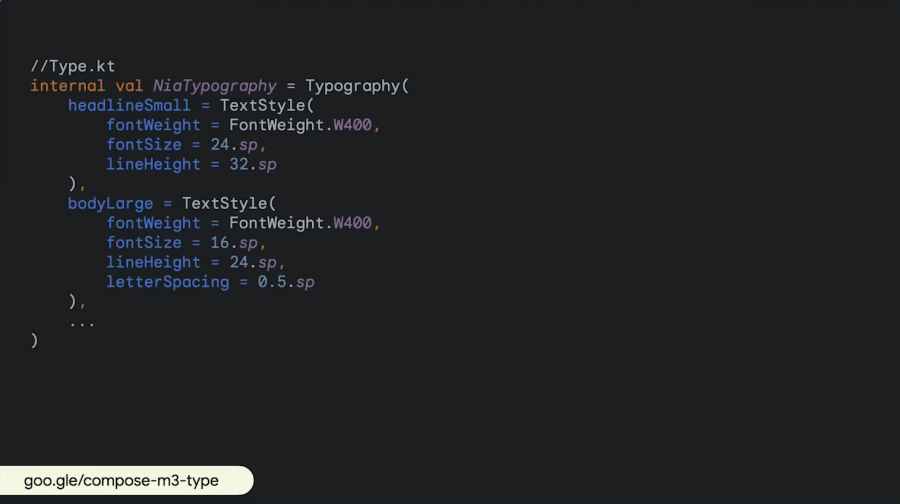 //Type.kt
internal val NiaTypography = Typography(
    headlineSmall = TextStyle(
        fontWeight = FontWeight.W400,
        fontSize = 24.sp,
        lineHeight = 32.sp
    ),
    bodyLarge = TextStyle(
        fontWeight = FontWeight.W400,
        fontSize = 16.sp,
        lineHeight = 24.sp,
        letterSpacing = 0.5.sp
    ),
    ...
)
goo.gle/compose-m3-type